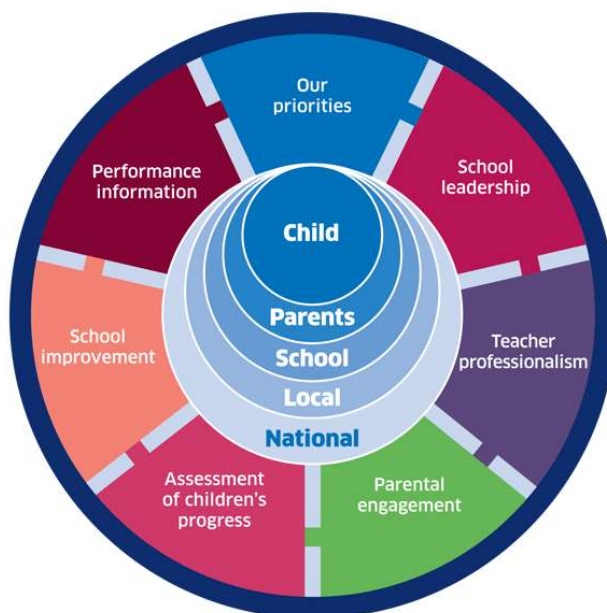 Our
priorities
School
leadership
Teacher
professionalism
Parental
engagement
Assessment
of children's
progress
School
improvement
Performance
information
Child
Parents
School
Local
National